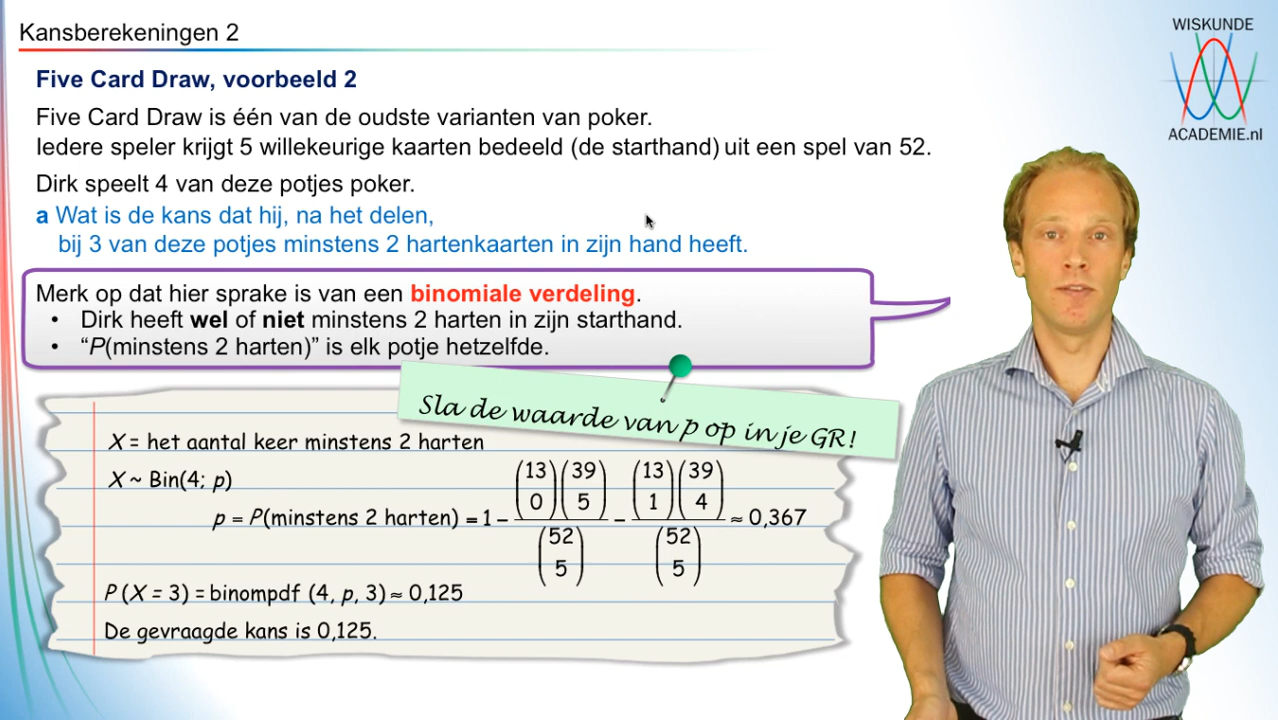 Kansberekeningen 2
WISKUNDE
ACADEMIE.nl
Five Card Draw, voorbeeld 2
Five Card Draw is één van de oudste varianten van poker.
Iedere speler krijgt 5 willekeurige kaarten bedeeld (de starthand) uit een spel van 52.
Dirk speelt 4 van deze potjes poker.
a Wat is de kans dat hij, na het delen,
bij 3 van deze potjes minstens 2 hartenkaarten in zijn hand heeft.
Merk op dat hier sprake is van een binomiale verdeling.
• Dirk heeft wel of niet minstens 2 harten in zijn starthand.
• “P(minstens 2 harten)” is elk potje hetzelfde.
Sla de waarde van p op in je GR!
X = het aantal keer minstens 2 harten
X ~ Bin(4; p)
p = P(minstens 2 harten) = 1 − (13 0)(39 5) / (52 5) − (13 1)(39 4) / (52 5) ≈ 0,367
P (X = 3) = binompdf (4, p, 3) ≈ 0,125
De gevraagde kans is 0,125.